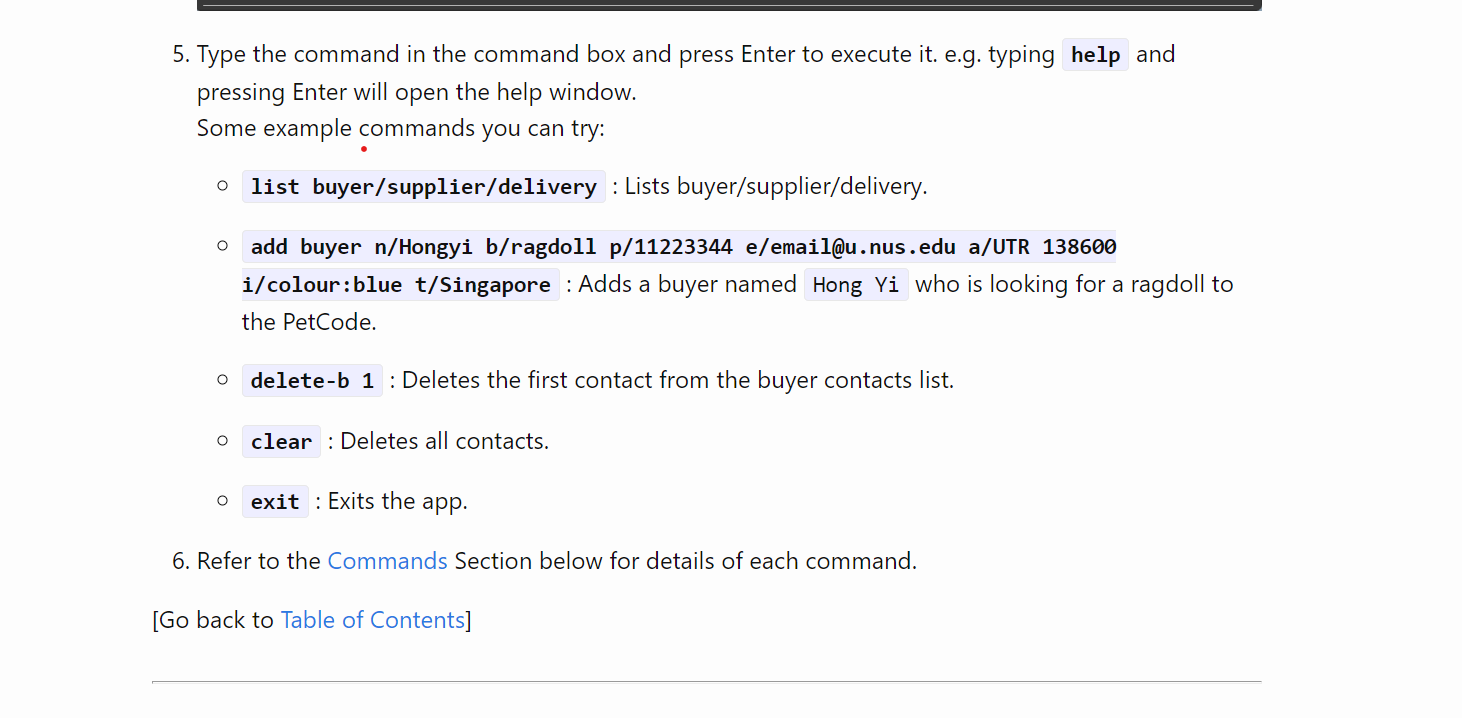 5. Type the command in the command box and press Enter to execute it. e.g. typing help and
pressing Enter will open the help window.
Some example commands you can try:
list buyer/supplier/delivery : Lists buyer/supplier/delivery.
add buyer n/Hongyi b/ragdoll p/11223344 e/email@u.nus.edu a/UTR 138600
i/colour:blue t/Singapore : Adds a buyer named Hong Yi who is looking for a ragdoll to
the PetCode.
delete-b 1 : Deletes the first contact from the buyer contacts list.
clear : Deletes all contacts.
exit : Exits the app.
6. Refer to the Commands Section below for details of each command.
[Go back to Table of Contents]